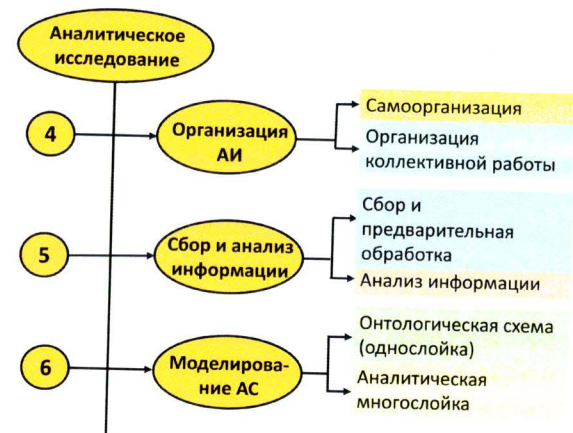 Аналитическое
исследование
4
Организация
АИ
Самоорганизация
Организация
коллективной работы
5
Сбор и анализ
информации
Сбор и
предварительная
обработка
Анализ информации
6
Моделирова-
ние АС
Онтологическая схема
(однослойка)
Аналитическая
многослойка